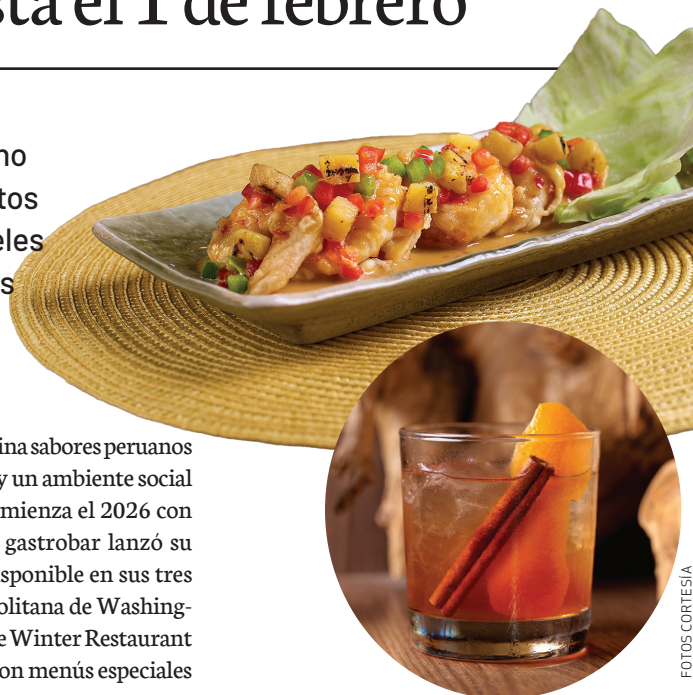 sta el 1 de febrero
no
tos
eles
s
ina sabores peruanos
y un ambiente social
mienza el 2026 con
gastrobar lanzó su
sponible en sus tres
olitana de Washing-
e Winter Restaurant
on menús especiales
FOTOS CORTESÍA